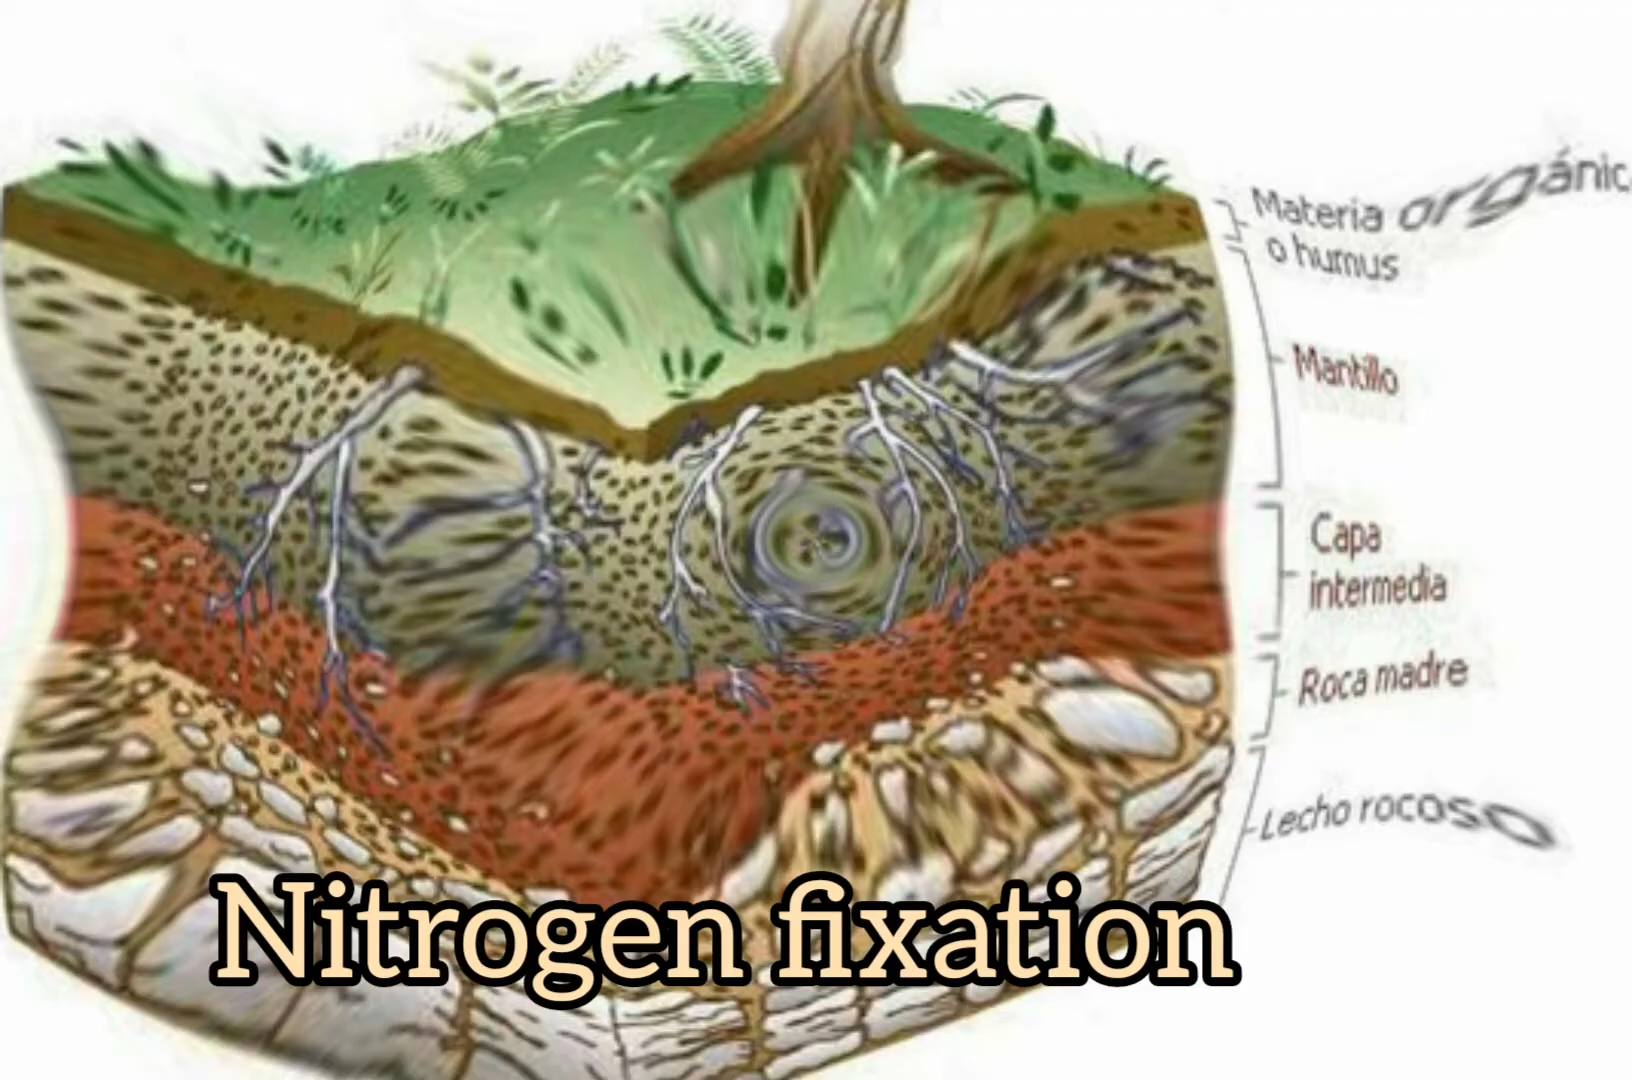 Materia orgánic
o humus
Mantillo
Capa
intermedia
Roca madre
Lecho rocoso
Nitrogen fixation